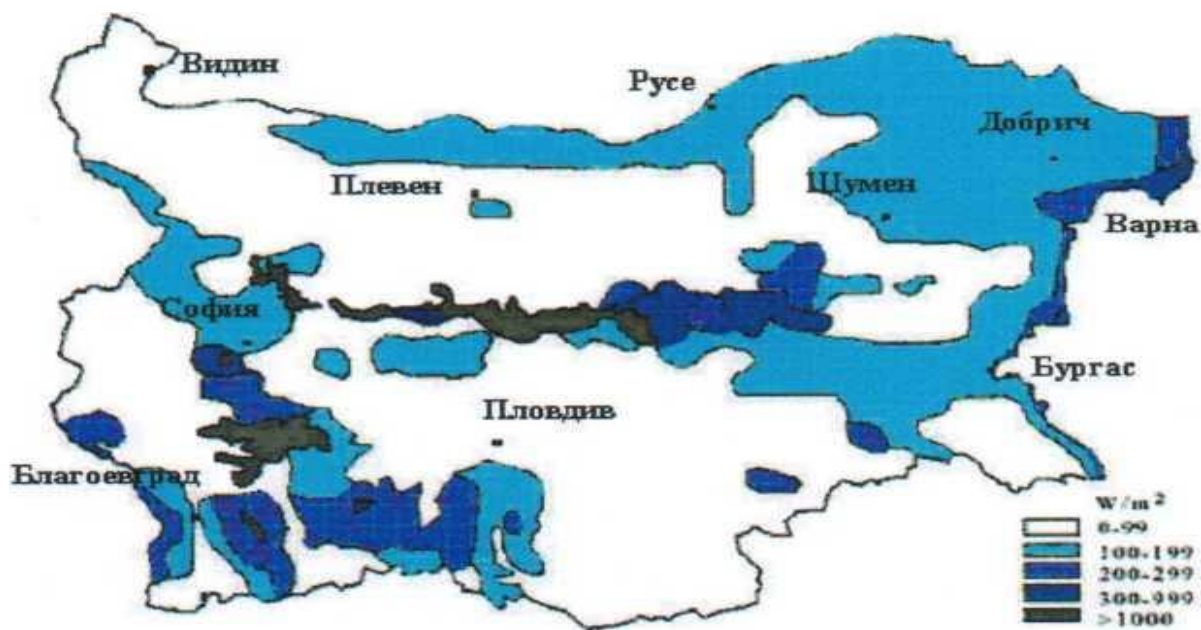 Видин
Русе
Добрич
Плевен
Шумен
Варна
София
Бургас
Пловдив
Благоевград
W/m²
0-99
100-199
200-299
300-999
>1000